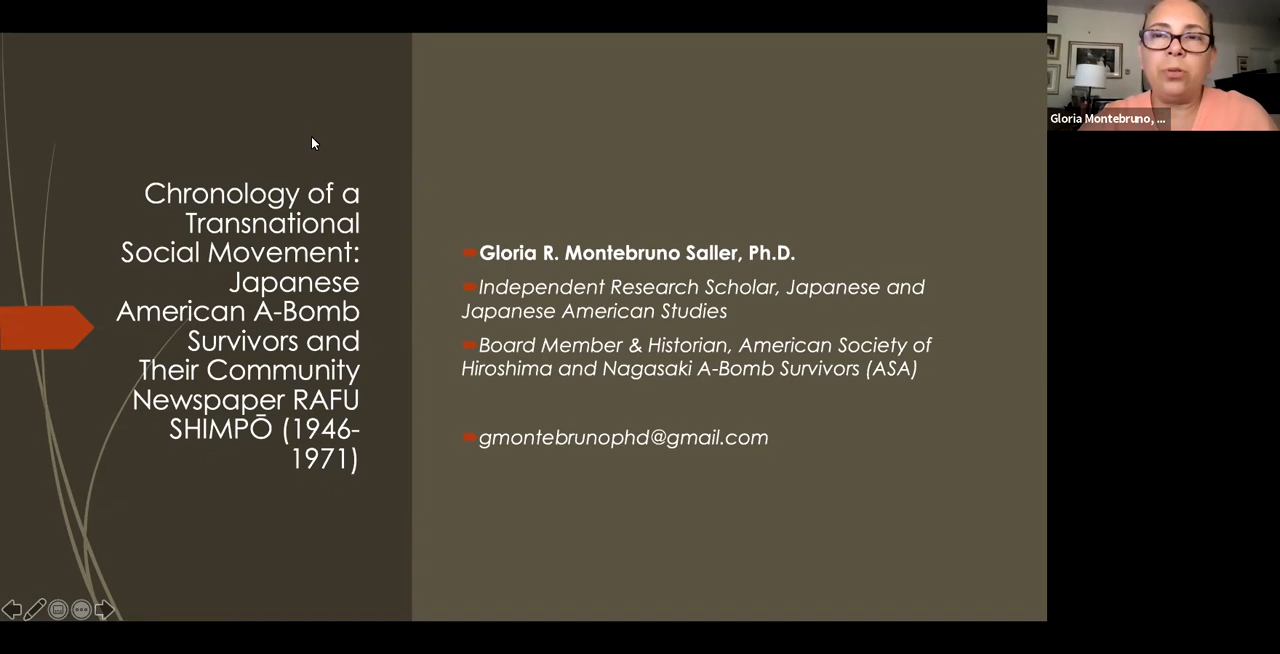 Chronology of a
Transnational
Social Movement:
Japanese
American A-Bomb
Survivors and
Their Community
Newspaper RAFU
SHIMPŌ (1946-
1971)
Gloria R. Montebruno Saller, Ph.D.
Independent Research Scholar, Japanese and
Japanese American Studies
Board Member & Historian, American Society of
Hiroshima and Nagasaki A-Bomb Survivors (ASA)
gmontebrunophd@gmail.com
Gloria Montebruno, ...